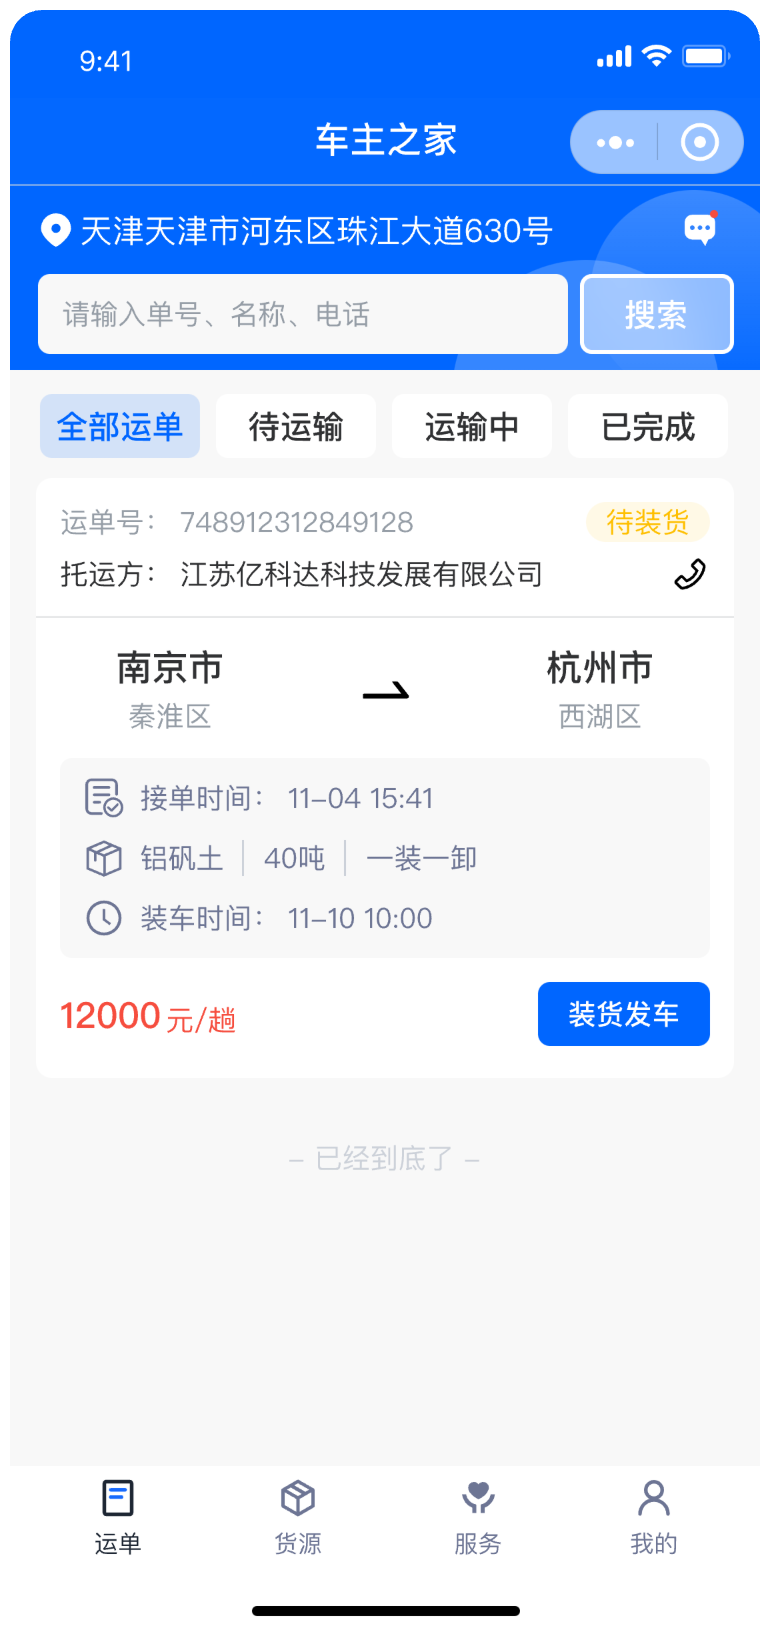 9:41
车主之家
天津天津市河东区珠江大道630号
请输入单号、名称、电话
搜索
全部运单 待运输 运输中 已完成
运单号： 748912312849128 待装货
托运方： 江苏亿科达科技发展有限公司
南京市 杭州市
秦淮区 西湖区
接单时间： 11-04 15:41
铝矾土 40吨 一装一卸
装车时间： 11-10 10:00
12000 元/趟 装货发车
– 已经到底了 –
运单 货源 服务 我的